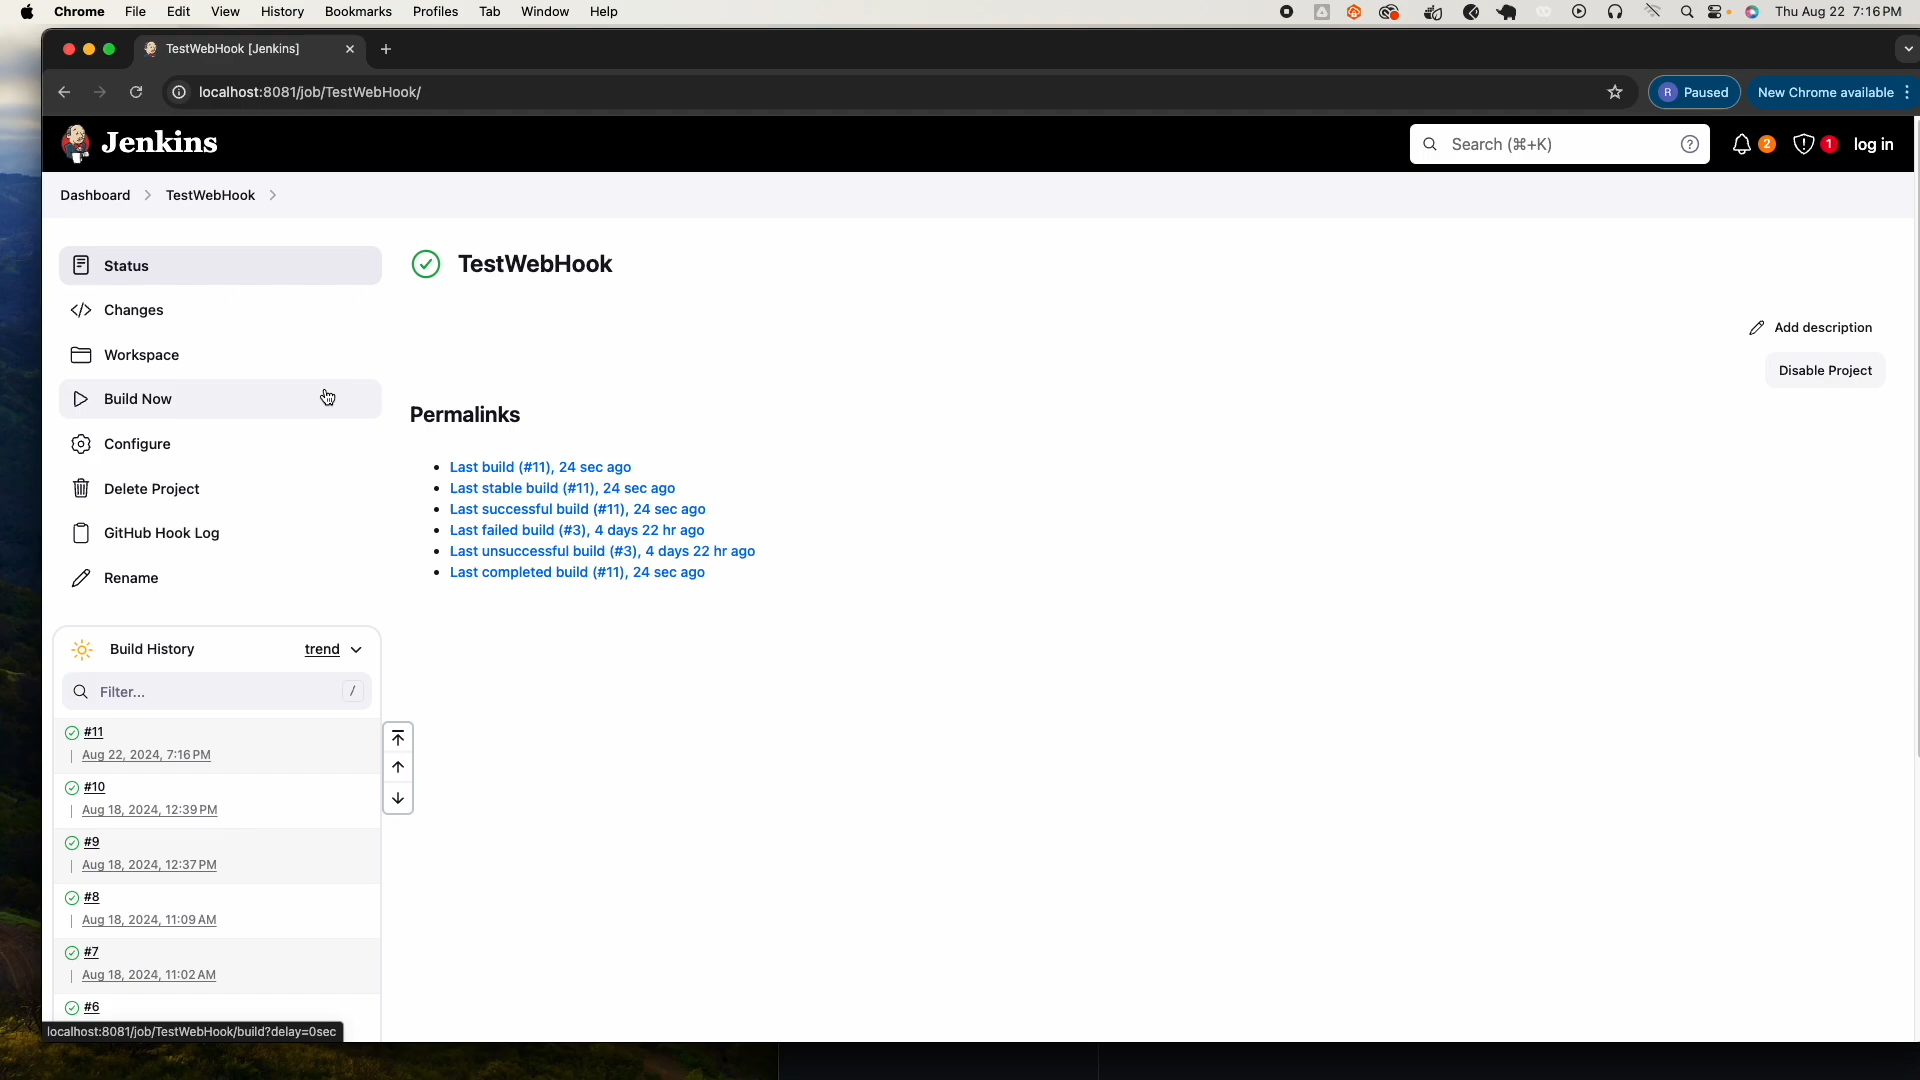 Chrome File Edit View History Bookmarks Profiles Tab Window Help Thu Aug 22 7:16 PM
TestWebHook [Jenkins]
localhost:8081/job/TestWebHook/ R Paused New Chrome available
Jenkins Search (⌘+K) ? 2 1 log in
Dashboard TestWebHook
Status
TestWebHook
Changes
Add description
Workspace
Disable Project
Build Now
Permalinks
Configure
Last build (#11), 24 sec ago
Delete Project
Last stable build (#11), 24 sec ago
Last successful build (#11), 24 sec ago
GitHub Hook Log
Last failed build (#3), 4 days 22 hr ago
Last unsuccessful build (#3), 4 days 22 hr ago
Rename
Last completed build (#11), 24 sec ago
Build History trend
Filter... /
#11
Aug 22, 2024, 7:16 PM
#10
Aug 18, 2024, 12:39 PM
#9
Aug 18, 2024, 12:37 PM
#8
Aug 18, 2024, 11:09 AM
#7
Aug 18, 2024, 11:02 AM
#6
localhost:8081/job/TestWebHook/build?delay=0sec